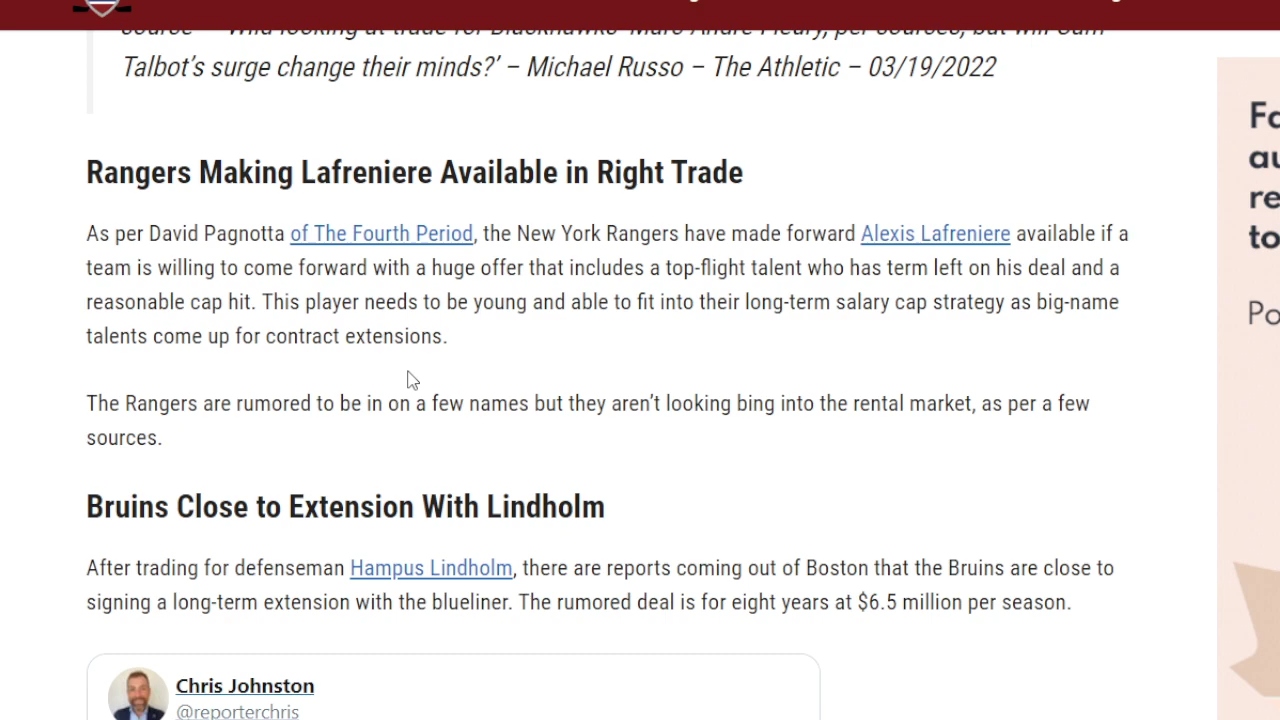 source – 'Wild looking at trade for Blackhawks' Marc-Andre Fleury, per sources, but will Cam
Talbot's surge change their minds?' – Michael Russo – The Athletic – 03/19/2022
Rangers Making Lafreniere Available in Right Trade
As per David Pagnotta of The Fourth Period, the New York Rangers have made forward Alexis Lafreniere available if a
team is willing to come forward with a huge offer that includes a top-flight talent who has term left on his deal and a
reasonable cap hit. This player needs to be young and able to fit into their long-term salary cap strategy as big-name
talents come up for contract extensions.
The Rangers are rumored to be in on a few names but they aren't looking bing into the rental market, as per a few
sources.
Bruins Close to Extension With Lindholm
After trading for defenseman Hampus Lindholm, there are reports coming out of Boston that the Bruins are close to
signing a long-term extension with the blueliner. The rumored deal is for eight years at $6.5 million per season.
Chris Johnston
@reporterchris
Fo
au
re
to
Po